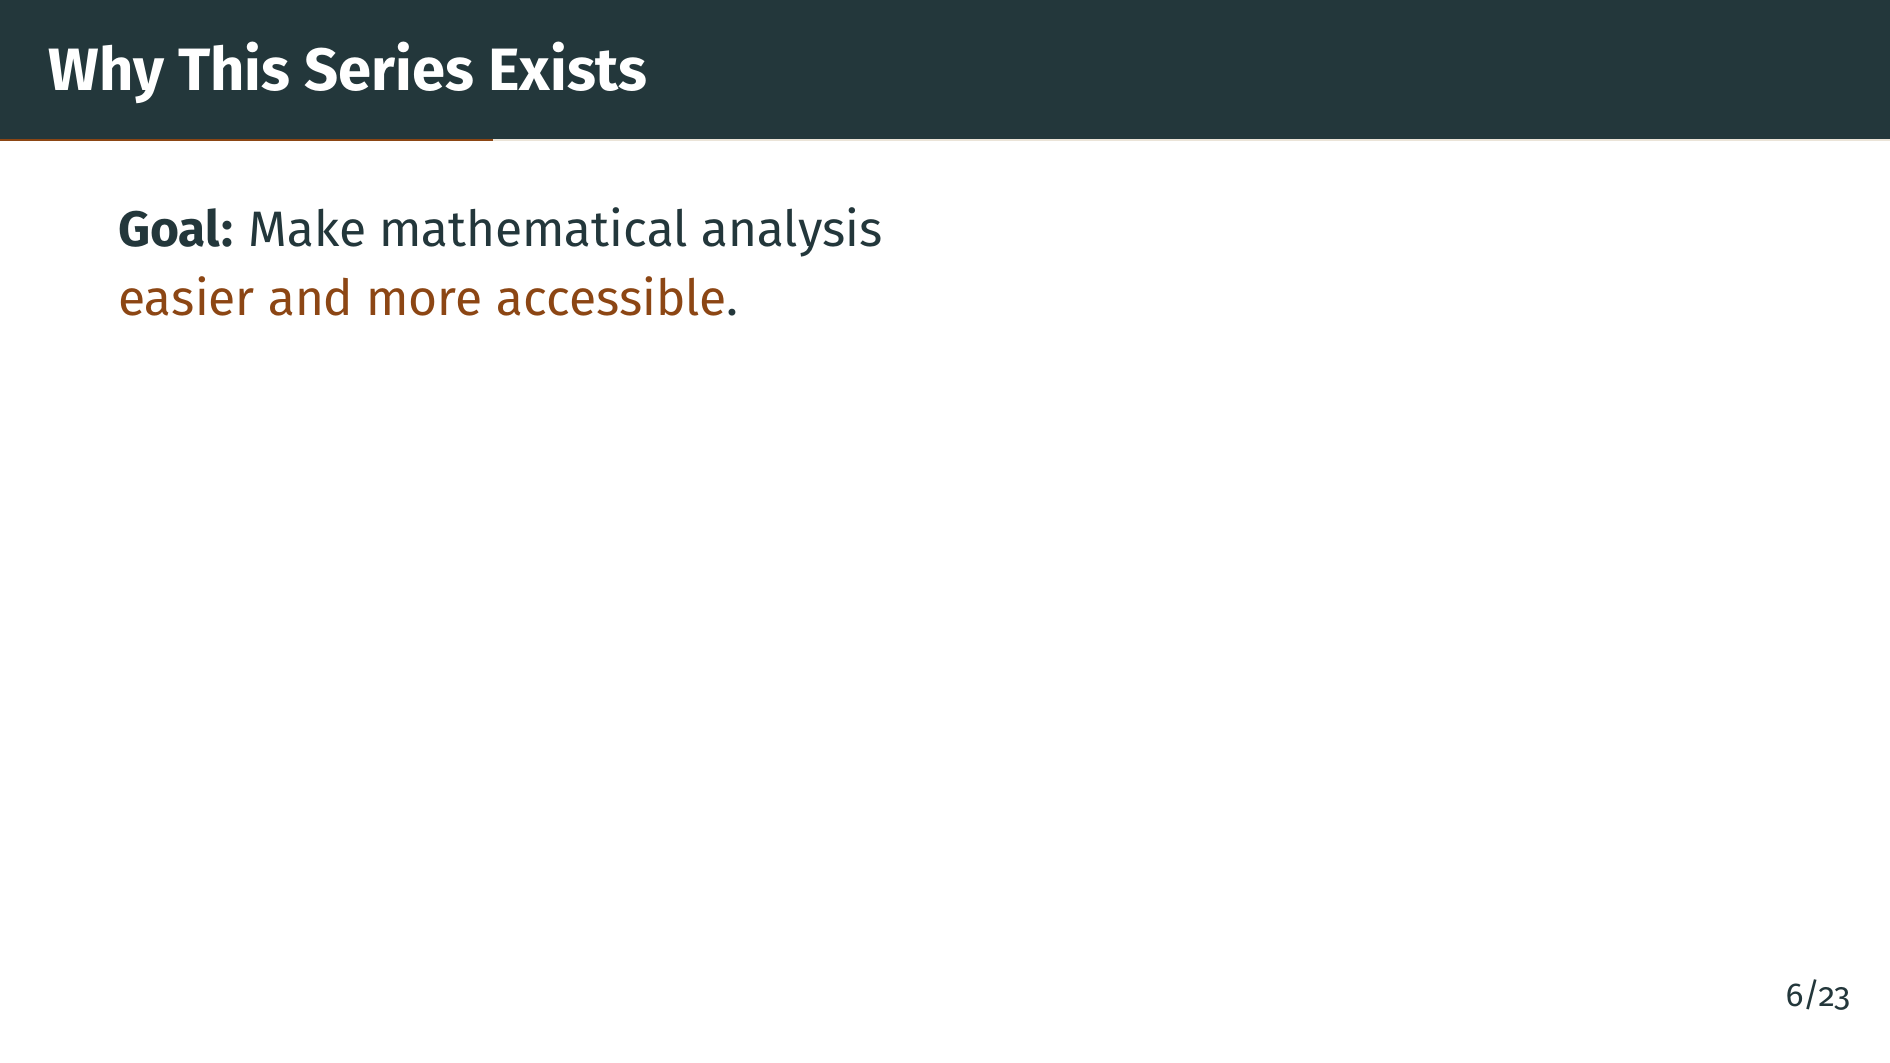 Why This Series Exists
Goal: Make mathematical analysis
easier and more accessible.
6/23